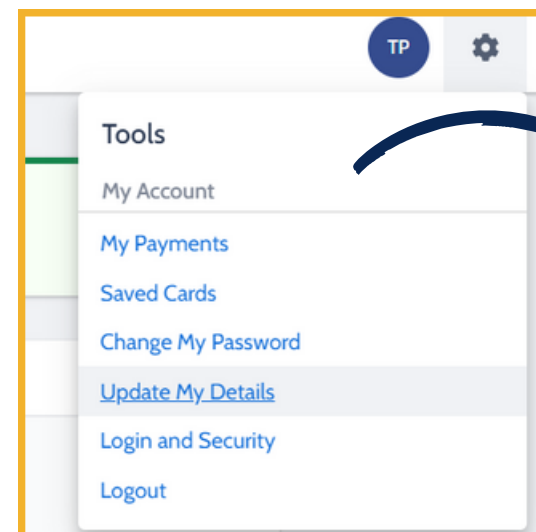 TP
Tools
My Account
My Payments
Saved Cards
Change My Password
Update My Details
Login and Security
Logout